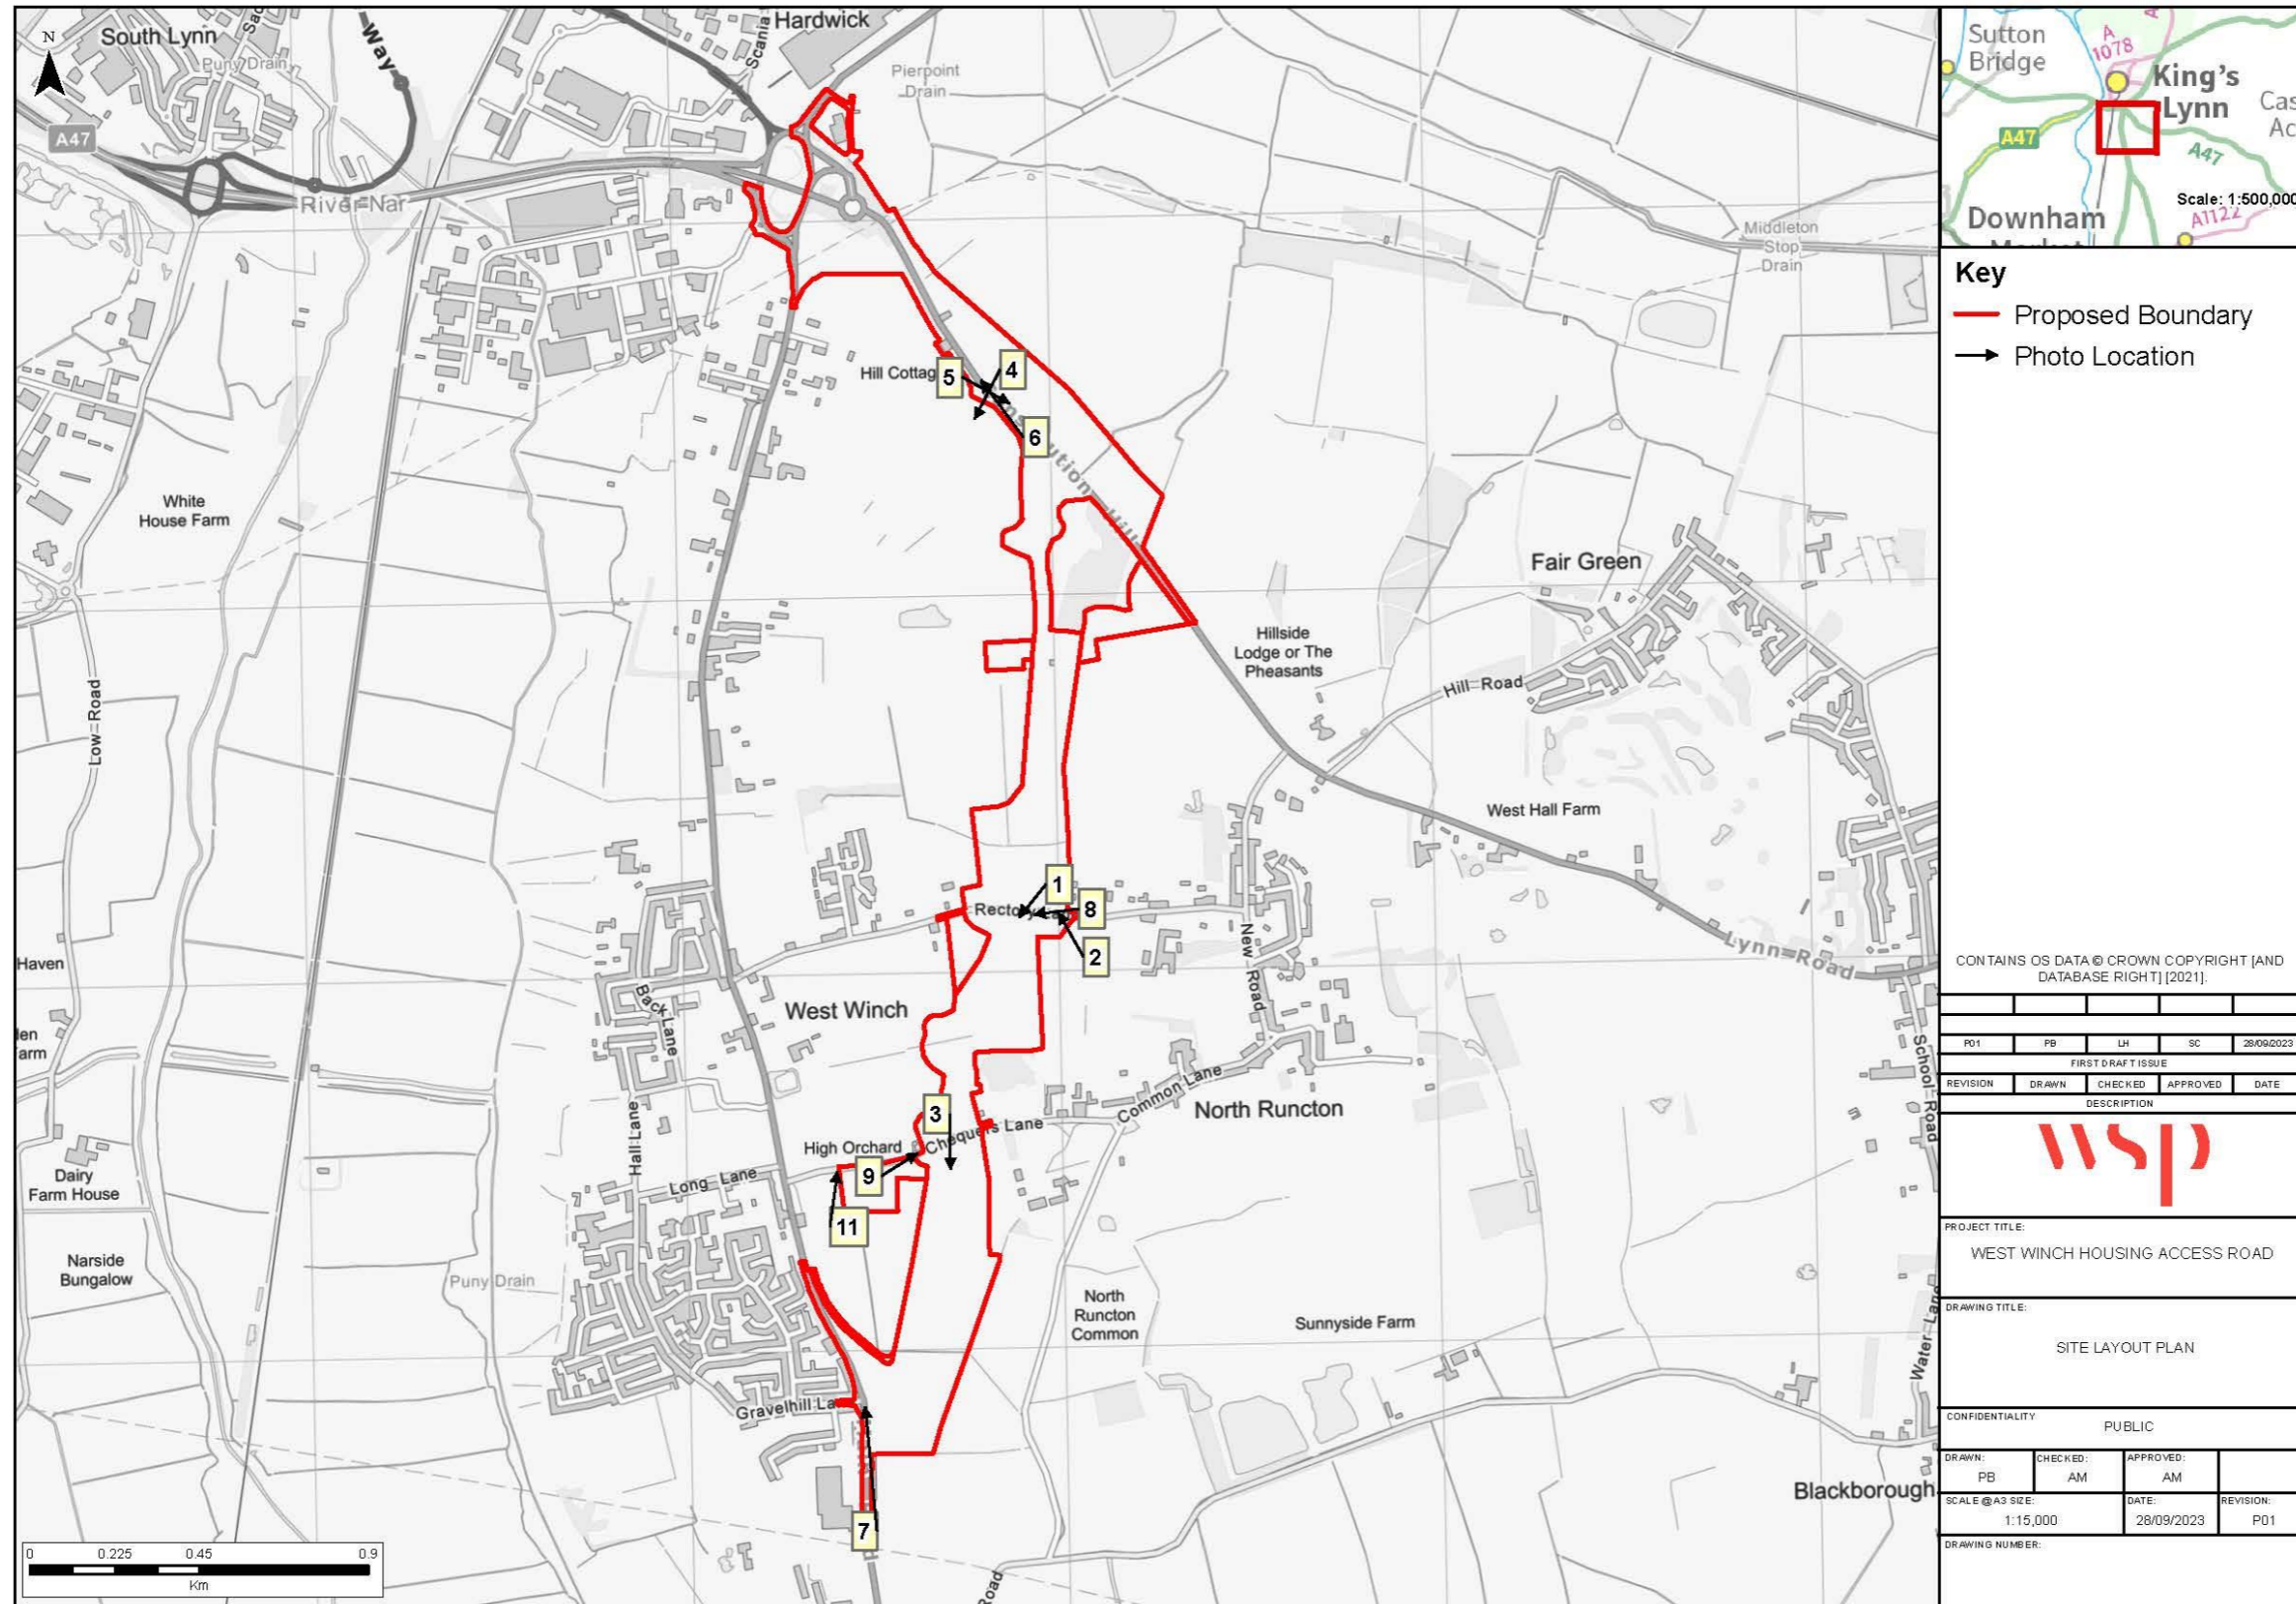 South Lynn
Puny Drain
Way
Hardwick
Pierpoint
Drain
N
A47
River Nar
Middleton
Stop
Drain
Hill Cottag
5
4
6
White
House Farm
Fair Green
Hillside
Lodge or The
Pheasants
Hill Road
Low Road
West Hall Farm
1
8
2
Lynn Road
New Road
Haven
Back Lane
West Winch
School Road
Common Lane
North Runcton
3
Chequers Lane
High Orchard
Hall Lane
9
Long Lane
11
Dairy
Farm House
Narside
Bungalow
Puny Drain
North
Runcton
Common
Sunnyside Farm
Water Lane
Gravelhill La
Blackborough
7
Road
0 0.225 0.45 0.9
Km
Sutton
Bridge
A
1078
King's
Lynn
Cas
Ac
A47
A47
Scale: 1:500,000
A1122
Downham
Key
Proposed Boundary
Photo Location
CONTAINS OS DATA © CROWN COPYRIGHT [AND
DATABASE RIGHT] [2021].
P01 PB LH SC 28/09/2023
FIRST DRAFT ISSUE
REVISION DRAWN CHECKED APPROVED DATE
DESCRIPTION
wsp
PROJECT TITLE:
WEST WINCH HOUSING ACCESS ROAD
DRAWING TITLE:
SITE LAYOUT PLAN
CONFIDENTIALITY
PUBLIC
DRAWN: CHECKED: APPROVED:
PB AM AM
SCALE @A3 SIZE: DATE: REVISION:
1:15,000 28/09/2023 P01
DRAWING NUMBER: